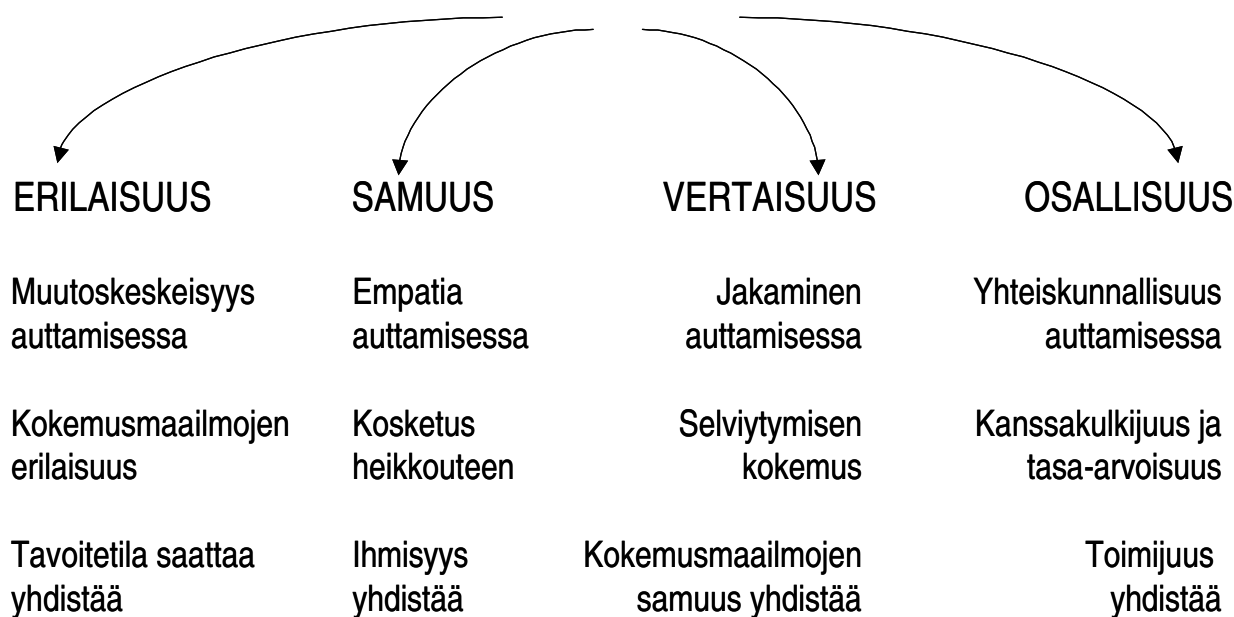 ERILAISUUS
Muutoskeskeisyys
auttamisessa
Kokemusmaailmojen
erilaisuus
Tavoitetila saattaa
yhdistää
SAMUUS
Empatia
auttamisessa
Kosketus
heikkouteen
Ihmisyys
yhdistää
VERTAISUUS
Jakaminen
auttamisessa
Selviytymisen
kokemus
Kokemusmaailmojen
samuus yhdistää
OSALLISUUS
Yhteiskunnallisuus
auttamisessa
Kanssakulkijuus ja
tasa-arvoisuus
Toimijuus
yhdistää